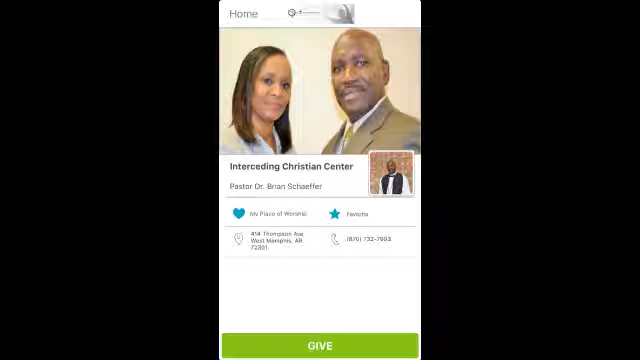 Home
Interceding Christian Center
Pastor Dr. Brian Schaeffer
My Place of Worship
Favorite
414 Thompson Ave
West Memphis, AR
72301
(870) 732-7993
GIVE